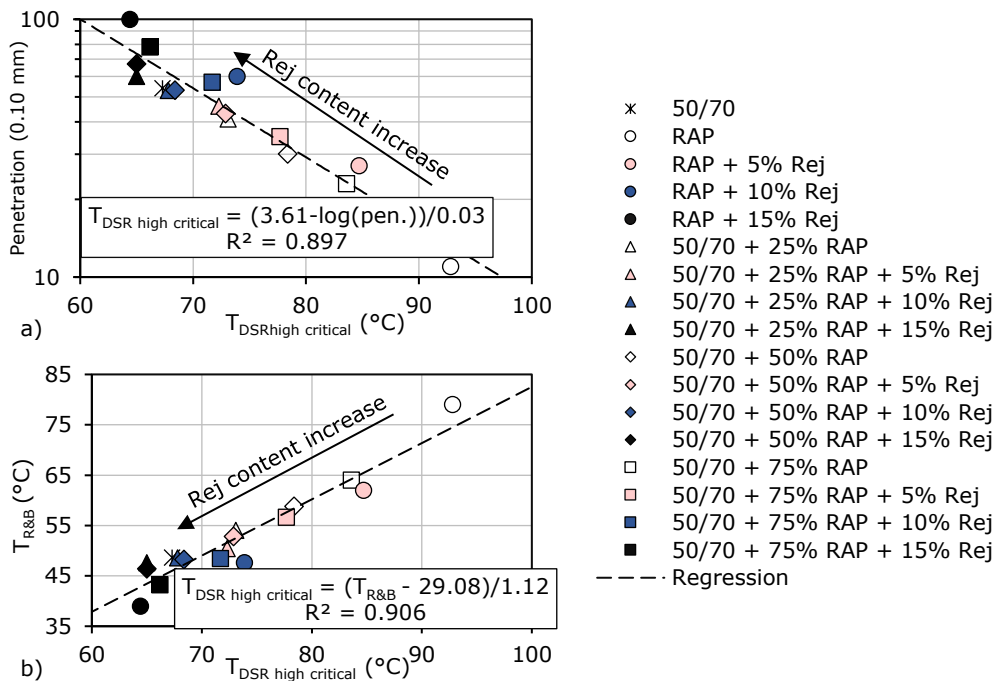 100
10
Penetration (0.10 mm)
Rej content increase
T_DSR high critical = (3.61-log(pen.))/0.03
R² = 0.897
60 70 80 90 100
a)
T_DSRhigh critical (°C)
85
75
65
55
45
35
T_R&B (°C)
Rej content increase
T_DSR high critical = (T_R&B - 29.08)/1.12
R² = 0.906
60 70 80 90 100
b)
T_DSR high critical (°C)
50/70
RAP
RAP + 5% Rej
RAP + 10% Rej
RAP + 15% Rej
50/70 + 25% RAP
50/70 + 25% RAP + 5% Rej
50/70 + 25% RAP + 10% Rej
50/70 + 25% RAP + 15% Rej
50/70 + 50% RAP
50/70 + 50% RAP + 5% Rej
50/70 + 50% RAP + 10% Rej
50/70 + 50% RAP + 15% Rej
50/70 + 75% RAP
50/70 + 75% RAP + 5% Rej
50/70 + 75% RAP + 10% Rej
50/70 + 75% RAP + 15% Rej
Regression